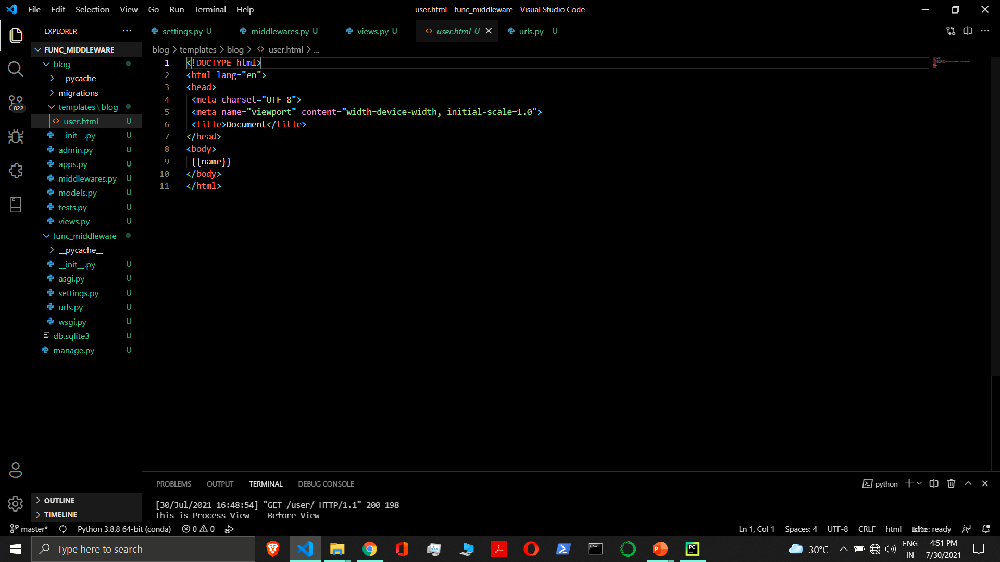 File Edit Selection View Go Run Terminal Help
user.html - func_middleware - Visual Studio Code
EXPLORER
settings.py U
middlewares.py U
views.py U
user.html U
urls.py U
FUNC_MIDDLEWARE
blog > templates > blog > user.html > ...
blog
__pycache__
migrations
templates\blog
user.html U
__init__.py U
admin.py U
apps.py U
middlewares.py U
models.py U
tests.py U
views.py U
func_middleware
__pycache__
__init__.py U
asgi.py U
settings.py U
urls.py U
wsgi.py U
db.sqlite3 U
manage.py U
822
OUTLINE
TIMELINE
1 <!DOCTYPE html>
2 <html lang="en">
3 <head>
4 <meta charset="UTF-8">
5 <meta name="viewport" content="width=device-width, initial-scale=1.0">
6 <title>Document</title>
7 </head>
8 <body>
9 {{name}}
10 </body>
11 </html>
PROBLEMS OUTPUT TERMINAL DEBUG CONSOLE
python
[30/Jul/2021 16:48:54] "GET /user/ HTTP/1.1" 200 198
This is Process View -  Before View
master* Python 3.8.8 64-bit (conda) 0 0
Ln 1, Col 1 Spaces: 4 UTF-8 CRLF html kite: ready
Type here to search
P
PC
30°C
ENG
IN
4:51 PM
7/30/2021